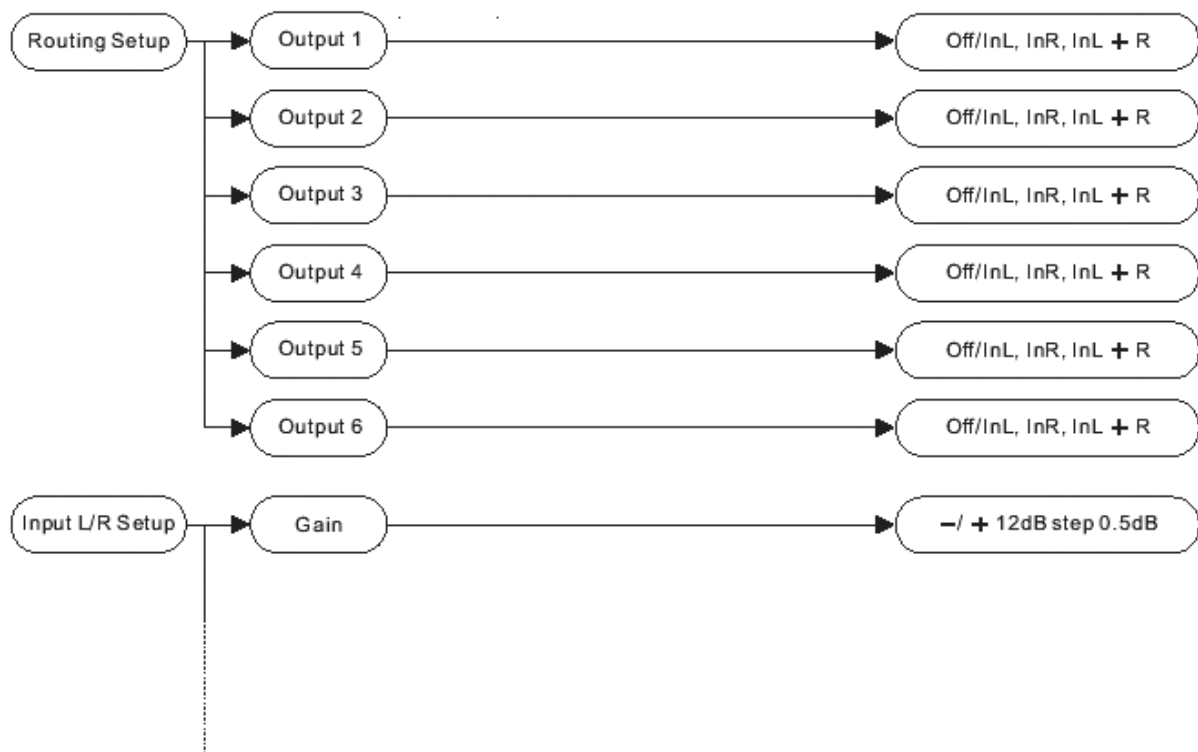 Routing Setup
Output 1
Off/InL, InR, InL + R
Output 2
Off/InL, InR, InL + R
Output 3
Off/InL, InR, InL + R
Output 4
Off/InL, InR, InL + R
Output 5
Off/InL, InR, InL + R
Output 6
Off/InL, InR, InL + R
Input L/R Setup
Gain
−/ + 12dB step 0.5dB